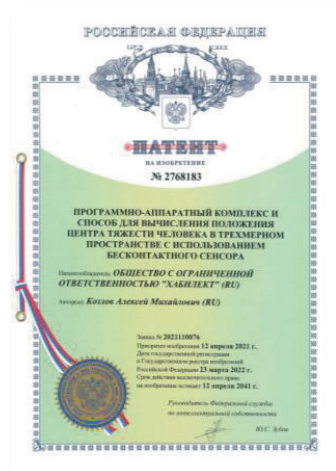 РОССИЙСКАЯ ФЕДЕРАЦИЯ
ПАТЕНТ
НА ИЗОБРЕТЕНИЕ
№ 2768183
ПРОГРАММНО-АППАРАТНЫЙ КОМПЛЕКС И
СПОСОБ ДЛЯ ВЫЧИСЛЕНИЯ ПОЛОЖЕНИЯ
ЦЕНТРА ТЯЖЕСТИ ЧЕЛОВЕКА В ТРЕХМЕРНОМ
ПРОСТРАНСТВЕ С ИСПОЛЬЗОВАНИЕМ
БЕСКОНТАКТНОГО СЕНСОРА
Патентообладатель: ОБЩЕСТВО С ОГРАНИЧЕННОЙ
ОТВЕТСТВЕННОСТЬЮ "ХАБИЛЕКТ" (RU)
Автор(ы): Козлов Алексей Михайлович (RU)
Заявка № 2021110076
Приоритет изобретения 12 апреля 2021 г.
Дата государственной регистрации
в Государственном реестре изобретений
Российской Федерации 23 марта 2022 г.
Срок действия исключительного права
на изобретение истекает 12 апреля 2041 г.
Руководитель Федеральной службы
по интеллектуальной собственности
Ю.С. Зубов